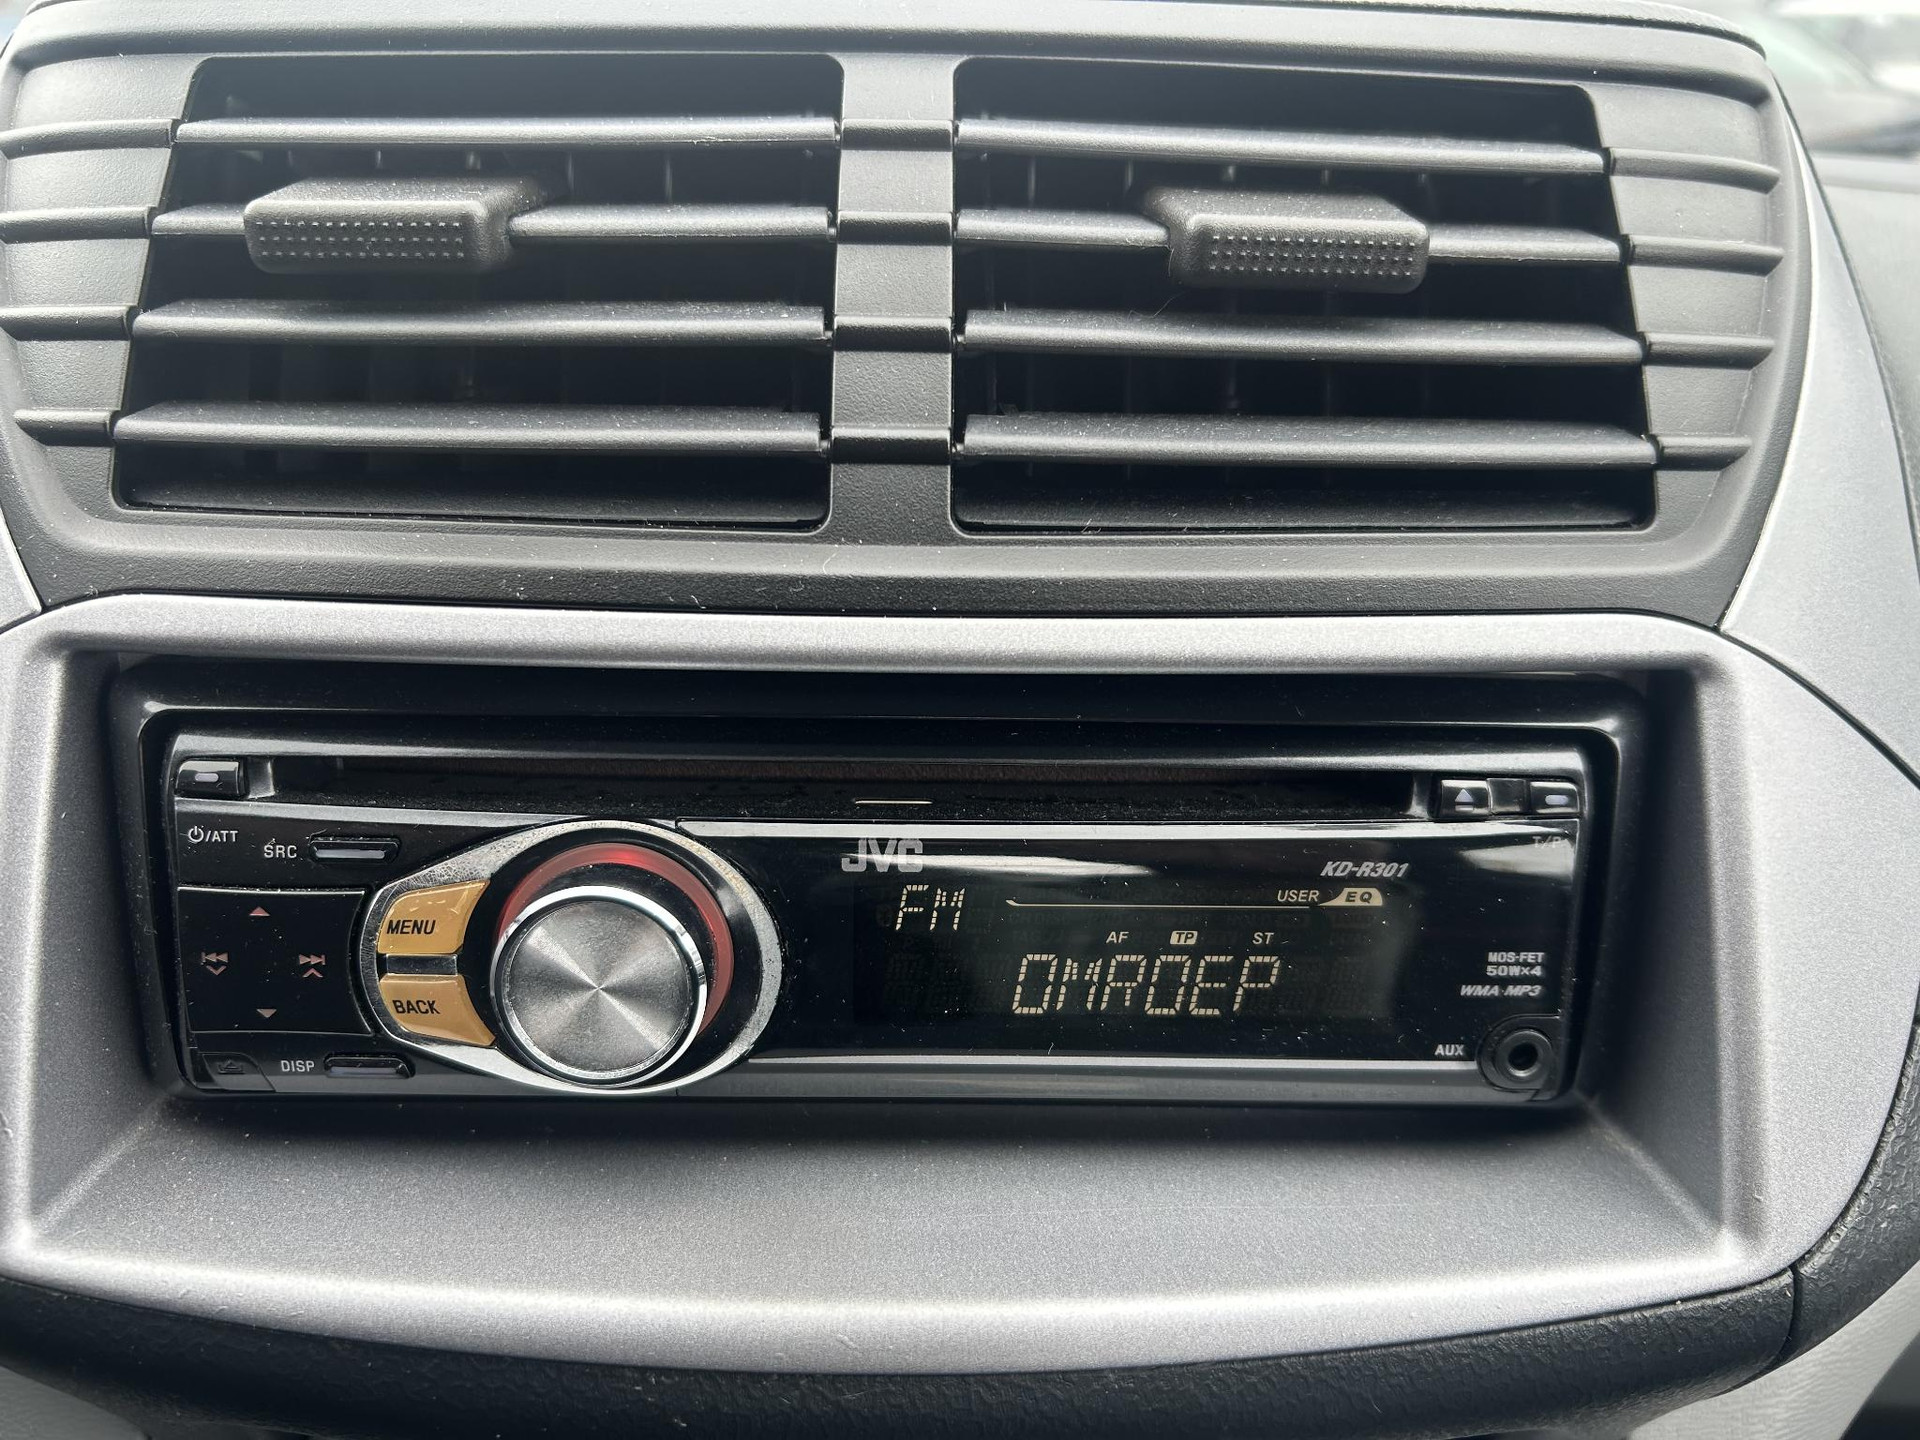 /ATT
SRC
MENU
BACK
DISP
JVC
KD-R301
FM
USER EQ
AF TP ST
OMROEP
MOS-FET
50W×4
WMA MP3
AUX
T/P